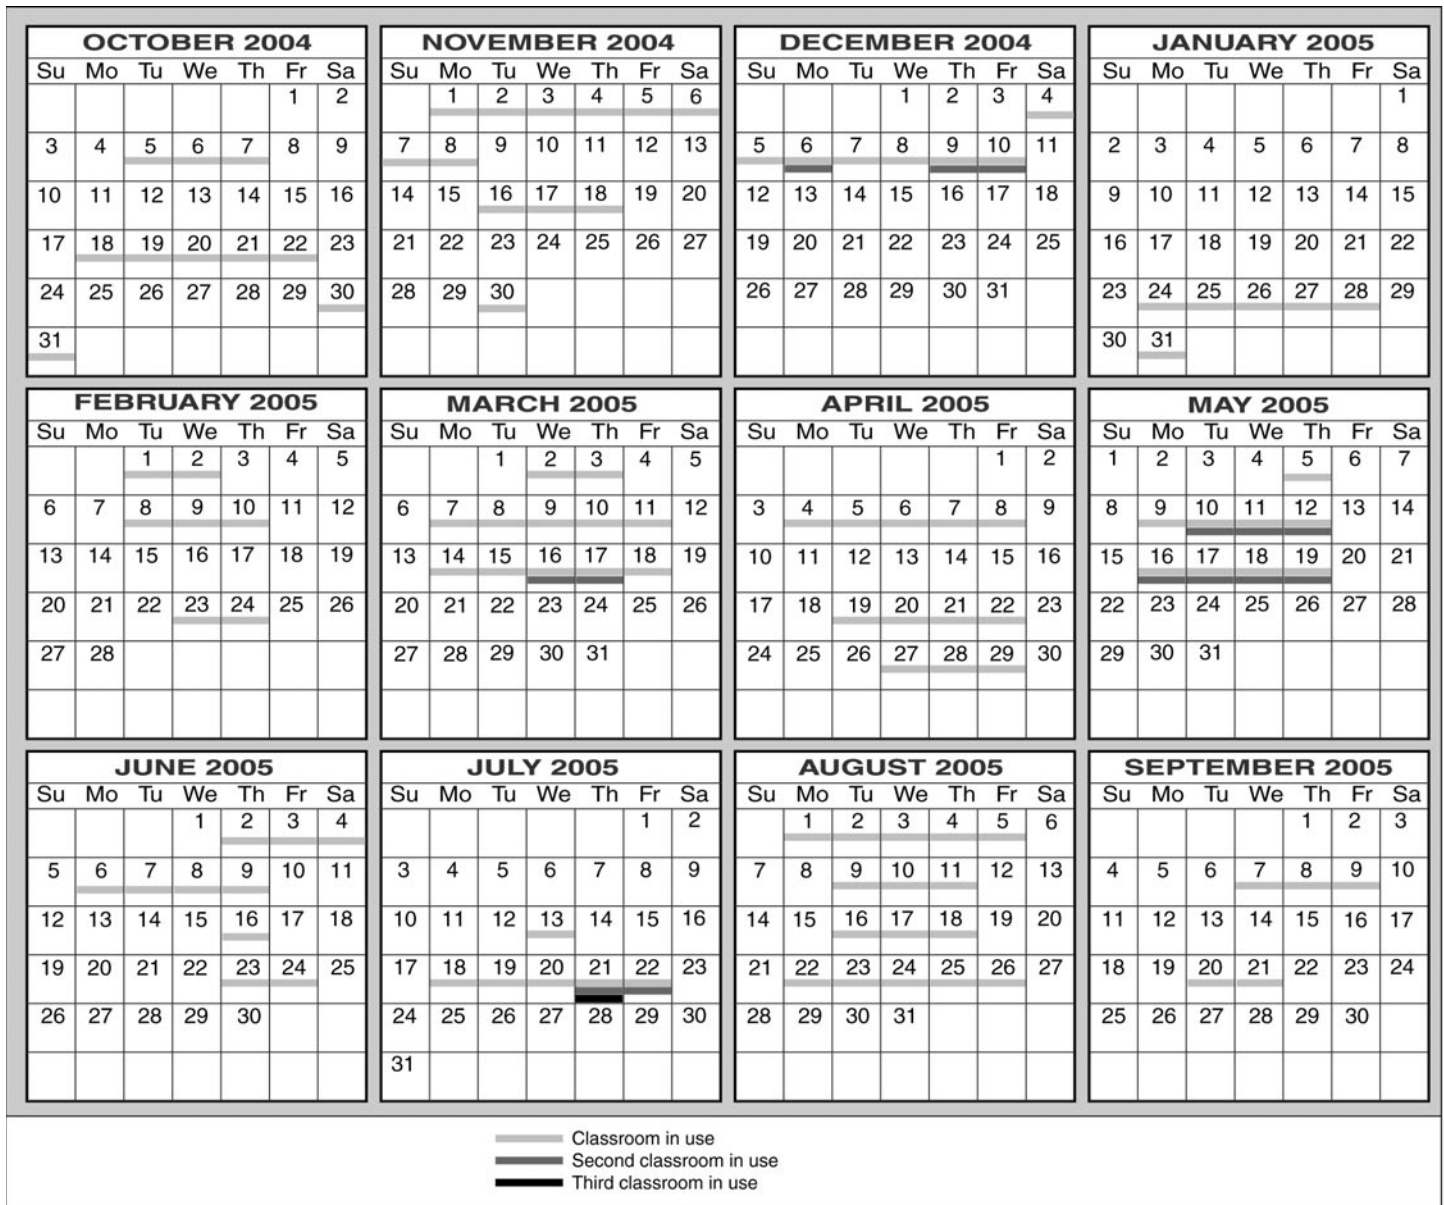 OCTOBER 2004
Su Mo Tu We Th Fr Sa
1 2
3 4 5 6 7 8 9
10 11 12 13 14 15 16
17 18 19 20 21 22 23
24 25 26 27 28 29 30
31
NOVEMBER 2004
Su Mo Tu We Th Fr Sa
1 2 3 4 5 6
7 8 9 10 11 12 13
14 15 16 17 18 19 20
21 22 23 24 25 26 27
28 29 30
DECEMBER 2004
Su Mo Tu We Th Fr Sa
1 2 3 4
5 6 7 8 9 10 11
12 13 14 15 16 17 18
19 20 21 22 23 24 25
26 27 28 29 30 31
JANUARY 2005
Su Mo Tu We Th Fr Sa
1
2 3 4 5 6 7 8
9 10 11 12 13 14 15
16 17 18 19 20 21 22
23 24 25 26 27 28 29
30 31
FEBRUARY 2005
Su Mo Tu We Th Fr Sa
1 2 3 4 5
6 7 8 9 10 11 12
13 14 15 16 17 18 19
20 21 22 23 24 25 26
27 28
MARCH 2005
Su Mo Tu We Th Fr Sa
1 2 3 4 5
6 7 8 9 10 11 12
13 14 15 16 17 18 19
20 21 22 23 24 25 26
27 28 29 30 31
APRIL 2005
Su Mo Tu We Th Fr Sa
1 2
3 4 5 6 7 8 9
10 11 12 13 14 15 16
17 18 19 20 21 22 23
24 25 26 27 28 29 30
MAY 2005
Su Mo Tu We Th Fr Sa
1 2 3 4 5 6 7
8 9 10 11 12 13 14
15 16 17 18 19 20 21
22 23 24 25 26 27 28
29 30 31
JUNE 2005
Su Mo Tu We Th Fr Sa
1 2 3 4
5 6 7 8 9 10 11
12 13 14 15 16 17 18
19 20 21 22 23 24 25
26 27 28 29 30
JULY 2005
Su Mo Tu We Th Fr Sa
1 2
3 4 5 6 7 8 9
10 11 12 13 14 15 16
17 18 19 20 21 22 23
24 25 26 27 28 29 30
31
AUGUST 2005
Su Mo Tu We Th Fr Sa
1 2 3 4 5 6
7 8 9 10 11 12 13
14 15 16 17 18 19 20
21 22 23 24 25 26 27
28 29 30 31
SEPTEMBER 2005
Su Mo Tu We Th Fr Sa
1 2 3
4 5 6 7 8 9 10
11 12 13 14 15 16 17
18 19 20 21 22 23 24
25 26 27 28 29 30
Classroom in use
Second classroom in use
Third classroom in use